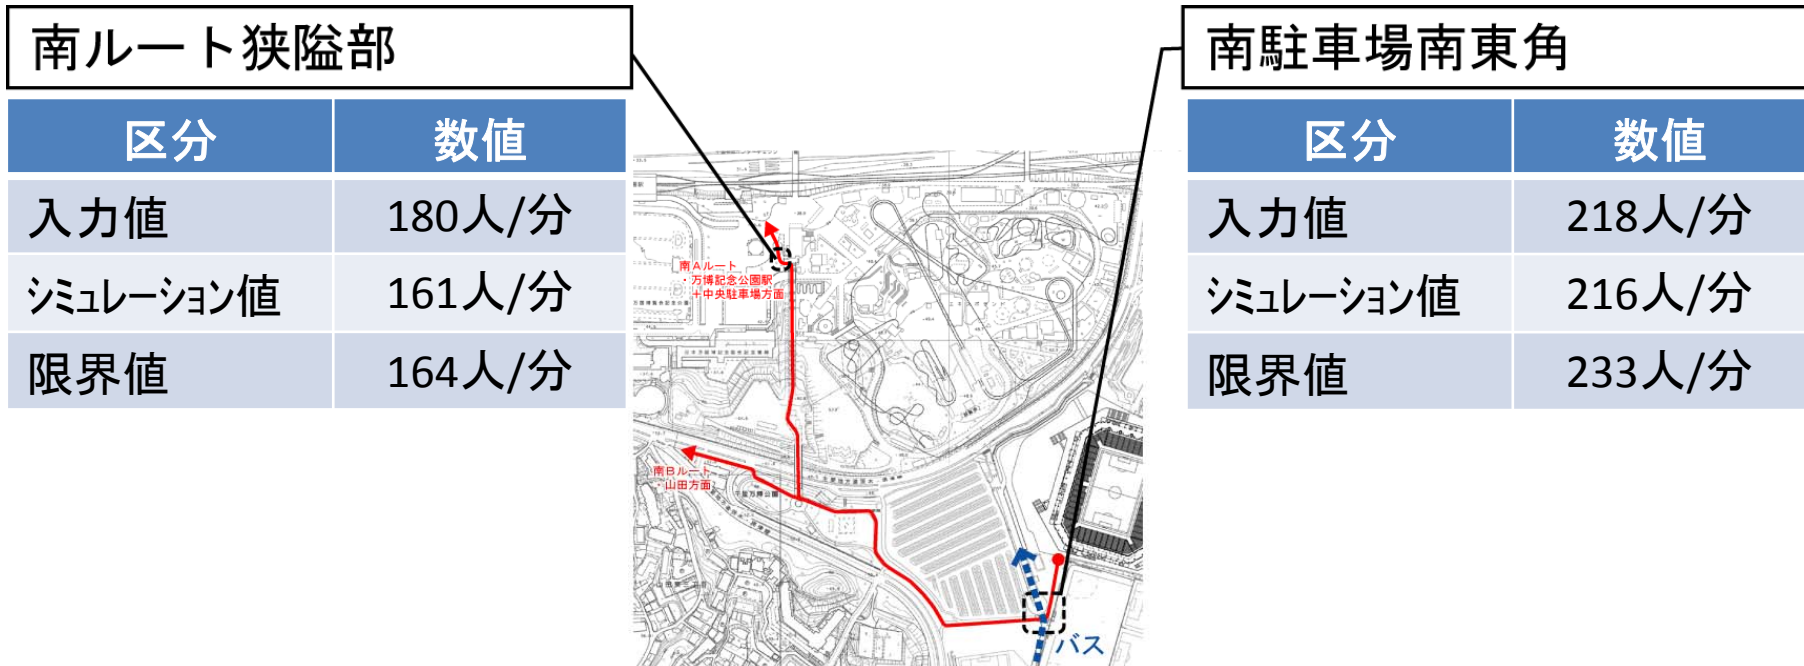 南ルート狭隘部
区分 数値
入力値 180人/分
シミュレーション値 161人/分
限界値 164人/分
南駐車場南東角
区分 数値
入力値 218人/分
シミュレーション値 216人/分
限界値 233人/分
南Aルート
・万博記念公園駅
+中央駐車場方面
南Bルート
・山田方面
バス